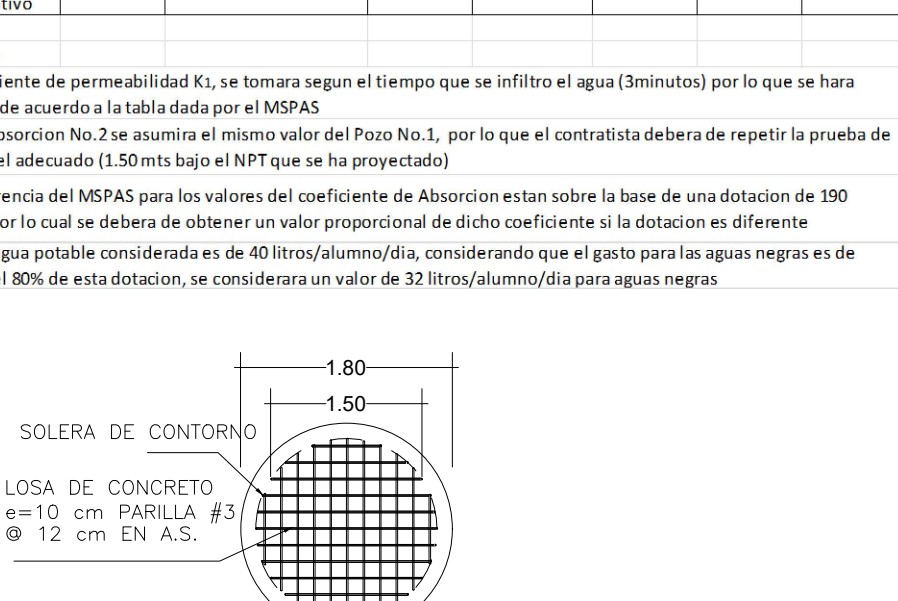 tivo
iente de permeabilidad K1, se tomara segun el tiempo que se infiltro el agua (3minutos) por lo que se hara
de acuerdo a la tabla dada por el MSPAS
bsorcion No.2 se asumira el mismo valor del Pozo No.1, por lo que el contratista debera de repetir la prueba de
el adecuado (1.50 mts bajo el NPT que se ha proyectado)
rencia del MSPAS para los valores del coeficiente de Absorcion estan sobre la base de una dotacion de 190
or lo cual se debera de obtener un valor proporcional de dicho coeficiente si la dotacion es diferente
gua potable considerada es de 40 litros/alumno/dia, considerando que el gasto para las aguas negras es de
el 80% de esta dotacion, se considerara un valor de 32 litros/alumno/dia para aguas negras
1.80
1.50
SOLERA DE CONTORNO
LOSA DE CONCRETO
e=10 cm PARILLA #3
@ 12 cm EN A.S.